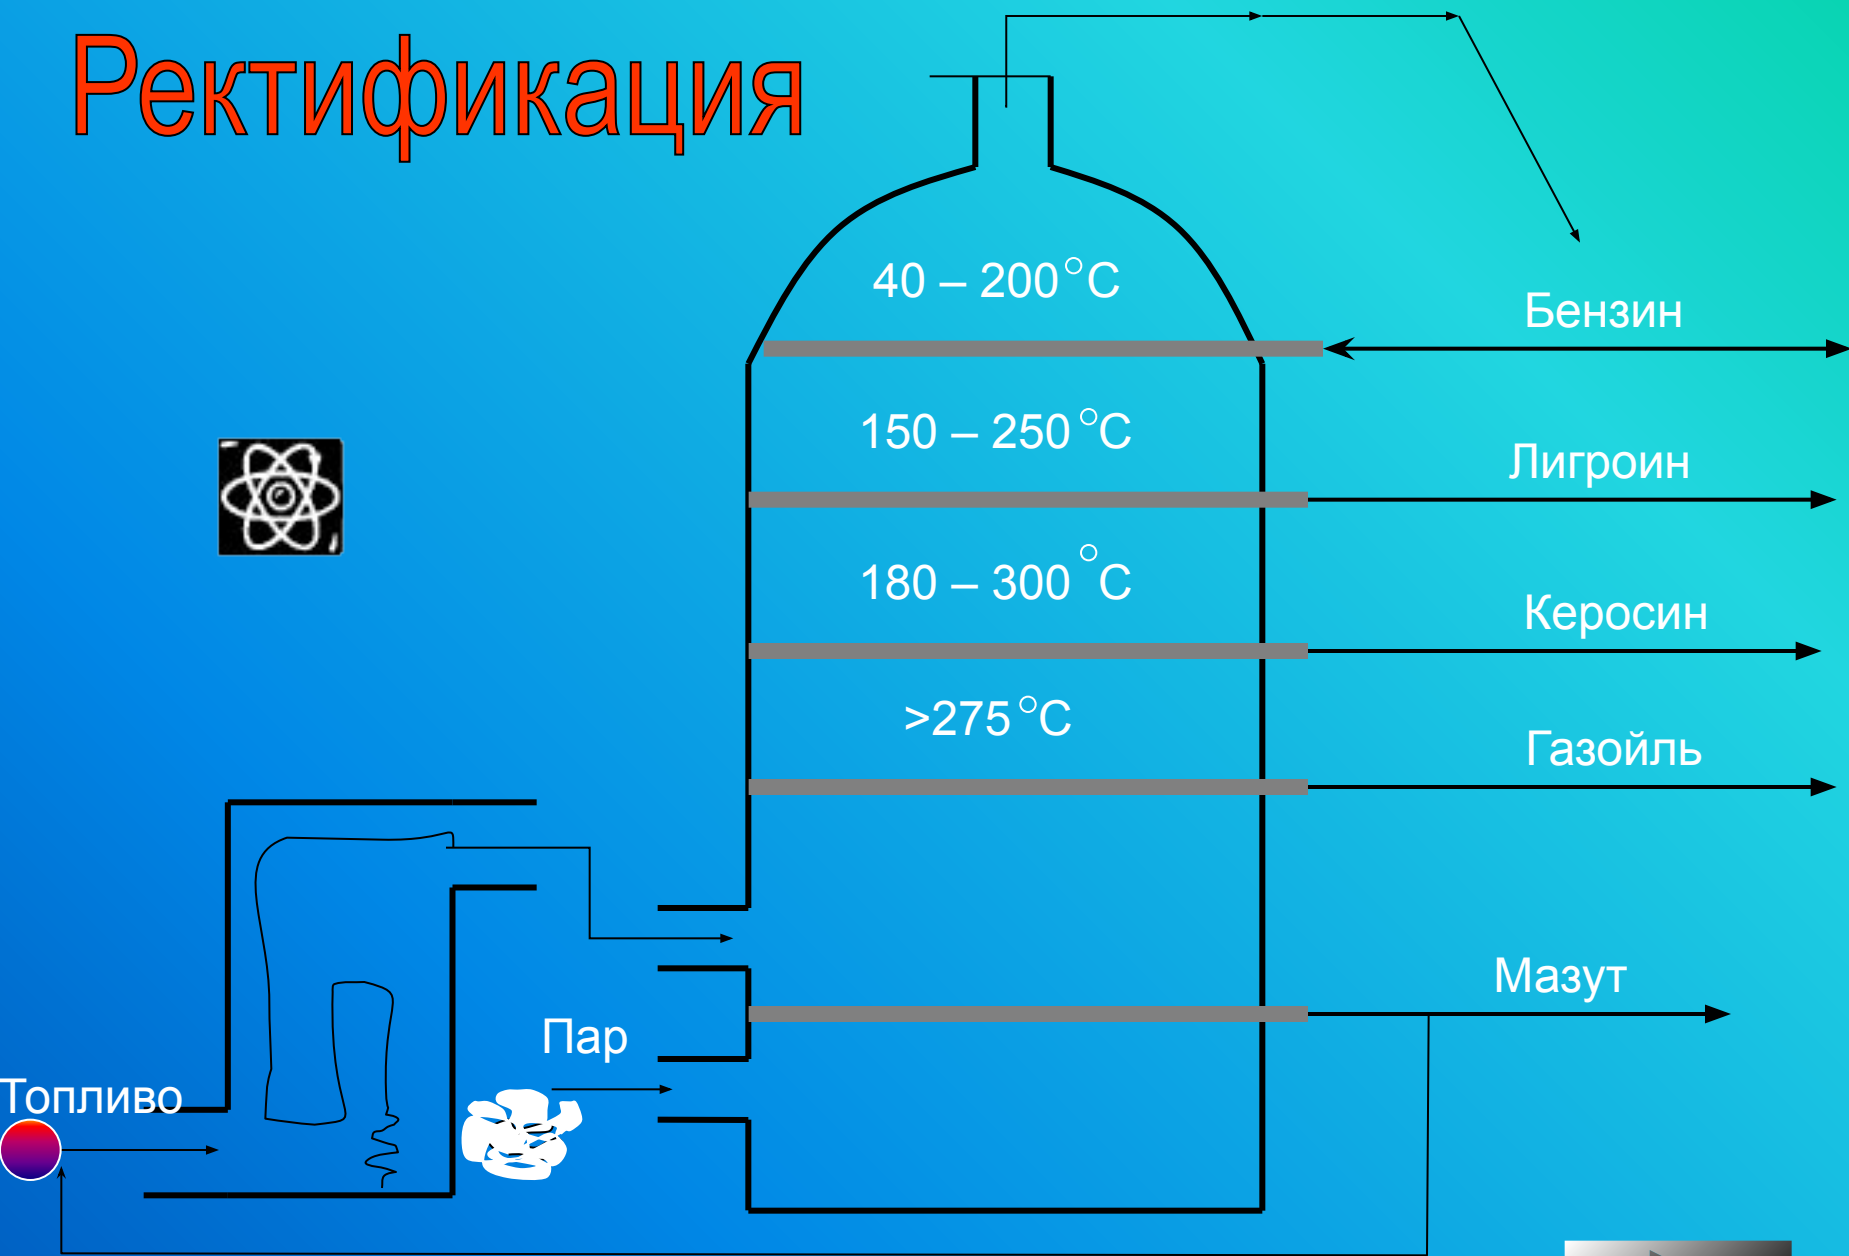 Ректификация
40 – 200°C
Бензин
150 – 250°C
Лигроин
180 – 300°C
Керосин
>275°C
Газойль
Мазут
Пар
Топливо